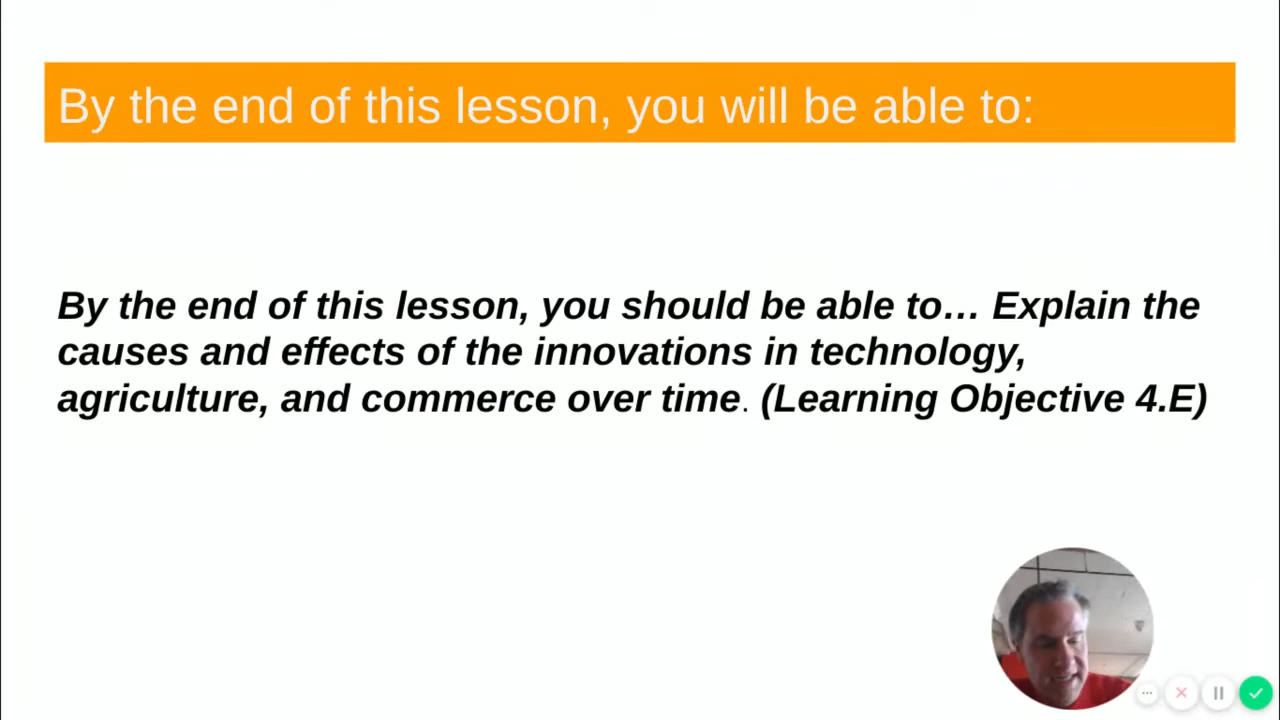 By the end of this lesson, you will be able to:
By the end of this lesson, you should be able to… Explain the
causes and effects of the innovations in technology,
agriculture, and commerce over time. (Learning Objective 4.E)